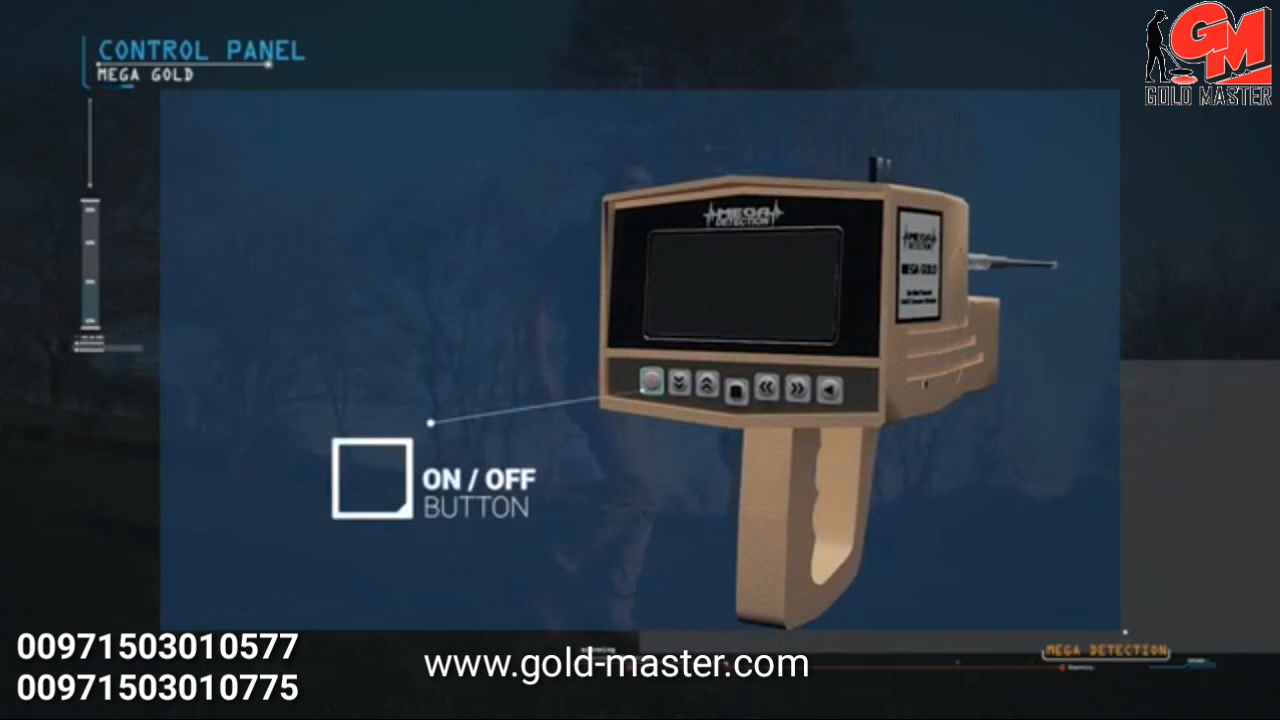 CONTROL PANEL
MEGA GOLD
GM
GOLD MASTER
MEGA
DETECTION
MEGA
DETECTION
MEGA GOLD
ON / OFF
BUTTON
00971503010577
00971503010775
www.gold-master.com
MEGA DETECTION